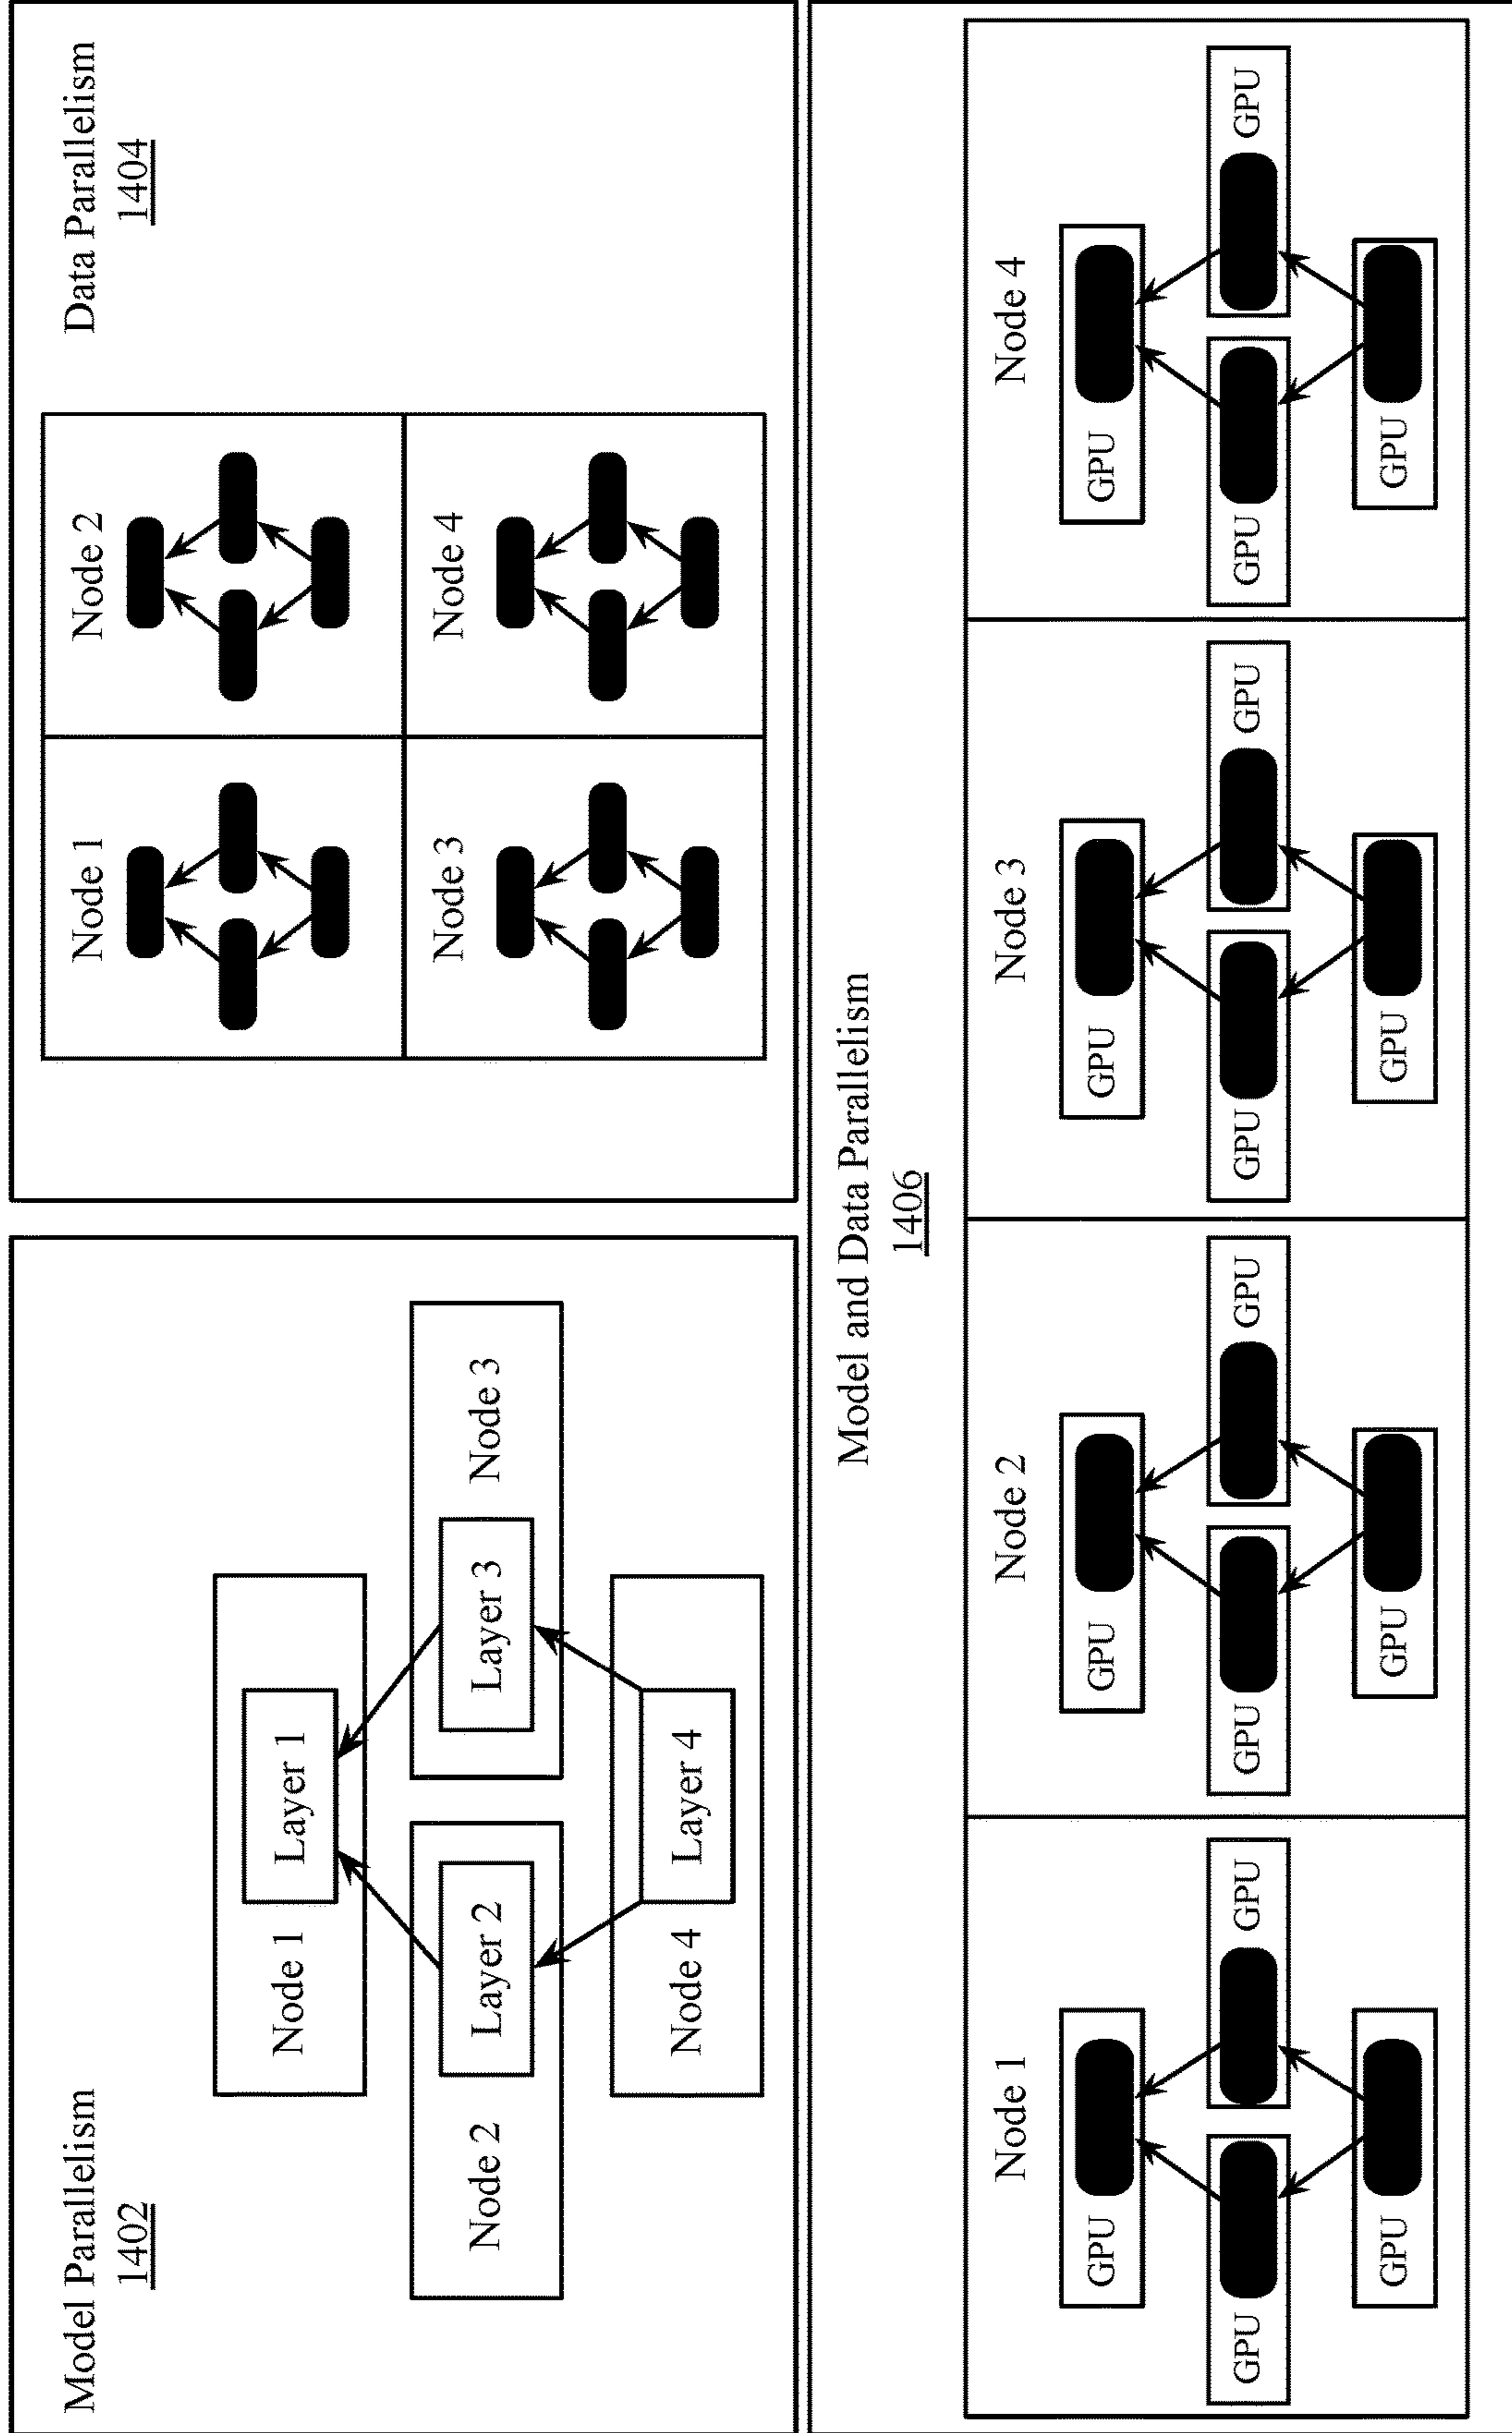 Model Parallelism
1402
Node 1
Layer 1
Node 2
Layer 2
Layer 3
Node 3
Node 4
Layer 4
Data Parallelism
1404
Node 1
Node 2
Node 3
Node 4
Model and Data Parallelism
1406
Node 1
GPU
GPU
GPU
GPU
Node 2
GPU
GPU
GPU
GPU
Node 3
GPU
GPU
GPU
GPU
Node 4
GPU
GPU
GPU
GPU